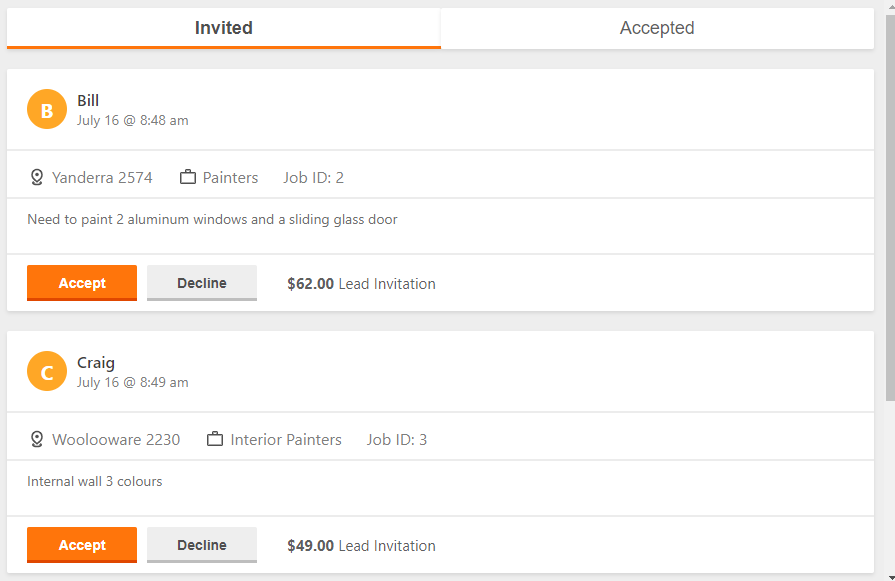 Invited Accepted
B Bill
July 16 @ 8:48 am
Yanderra 2574 Painters Job ID: 2
Need to paint 2 aluminum windows and a sliding glass door
Accept Decline $62.00 Lead Invitation
C Craig
July 16 @ 8:49 am
Woolooware 2230 Interior Painters Job ID: 3
Internal wall 3 colours
Accept Decline $49.00 Lead Invitation